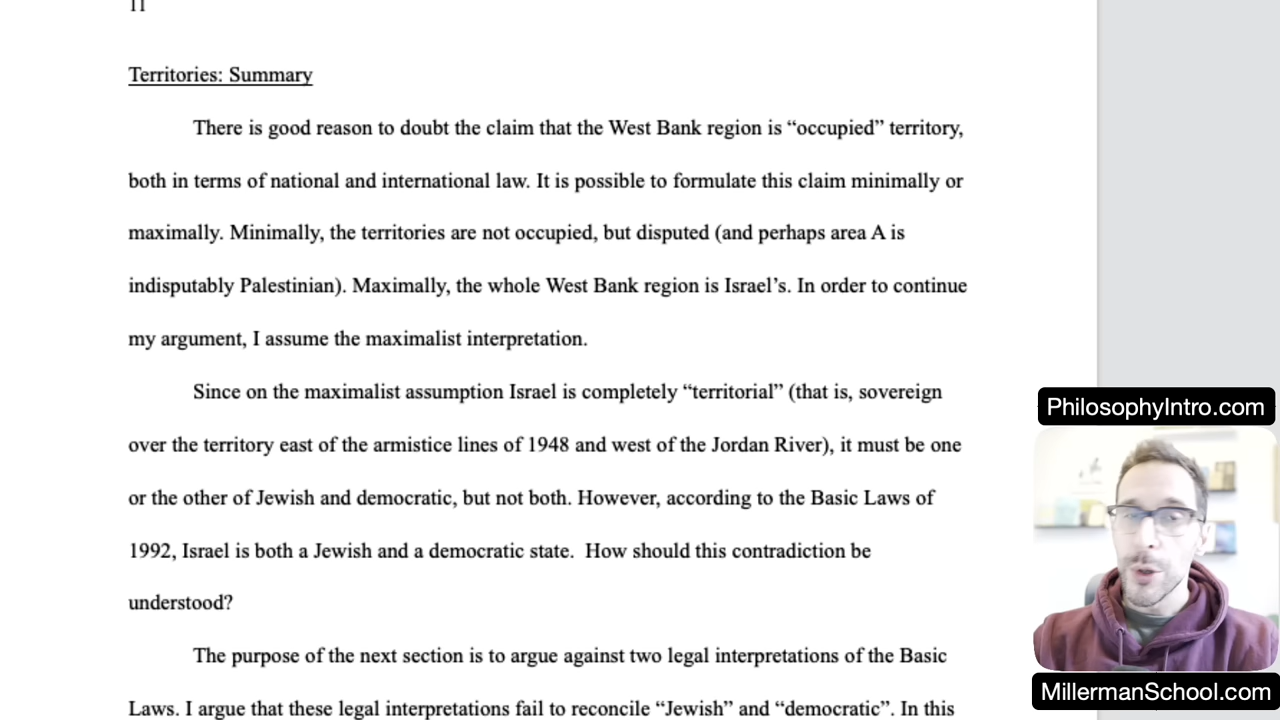 11
Territories: Summary
There is good reason to doubt the claim that the West Bank region is “occupied” territory,
both in terms of national and international law. It is possible to formulate this claim minimally or
maximally. Minimally, the territories are not occupied, but disputed (and perhaps area A is
indisputably Palestinian). Maximally, the whole West Bank region is Israel’s. In order to continue
my argument, I assume the maximalist interpretation.
Since on the maximalist assumption Israel is completely “territorial” (that is, sovereign
over the territory east of the armistice lines of 1948 and west of the Jordan River), it must be one
or the other of Jewish and democratic, but not both. However, according to the Basic Laws of
1992, Israel is both a Jewish and a democratic state.  How should this contradiction be
understood?
The purpose of the next section is to argue against two legal interpretations of the Basic
Laws. I argue that these legal interpretations fail to reconcile “Jewish” and “democratic”. In this
PhilosophyIntro.com
MillermanSchool.com